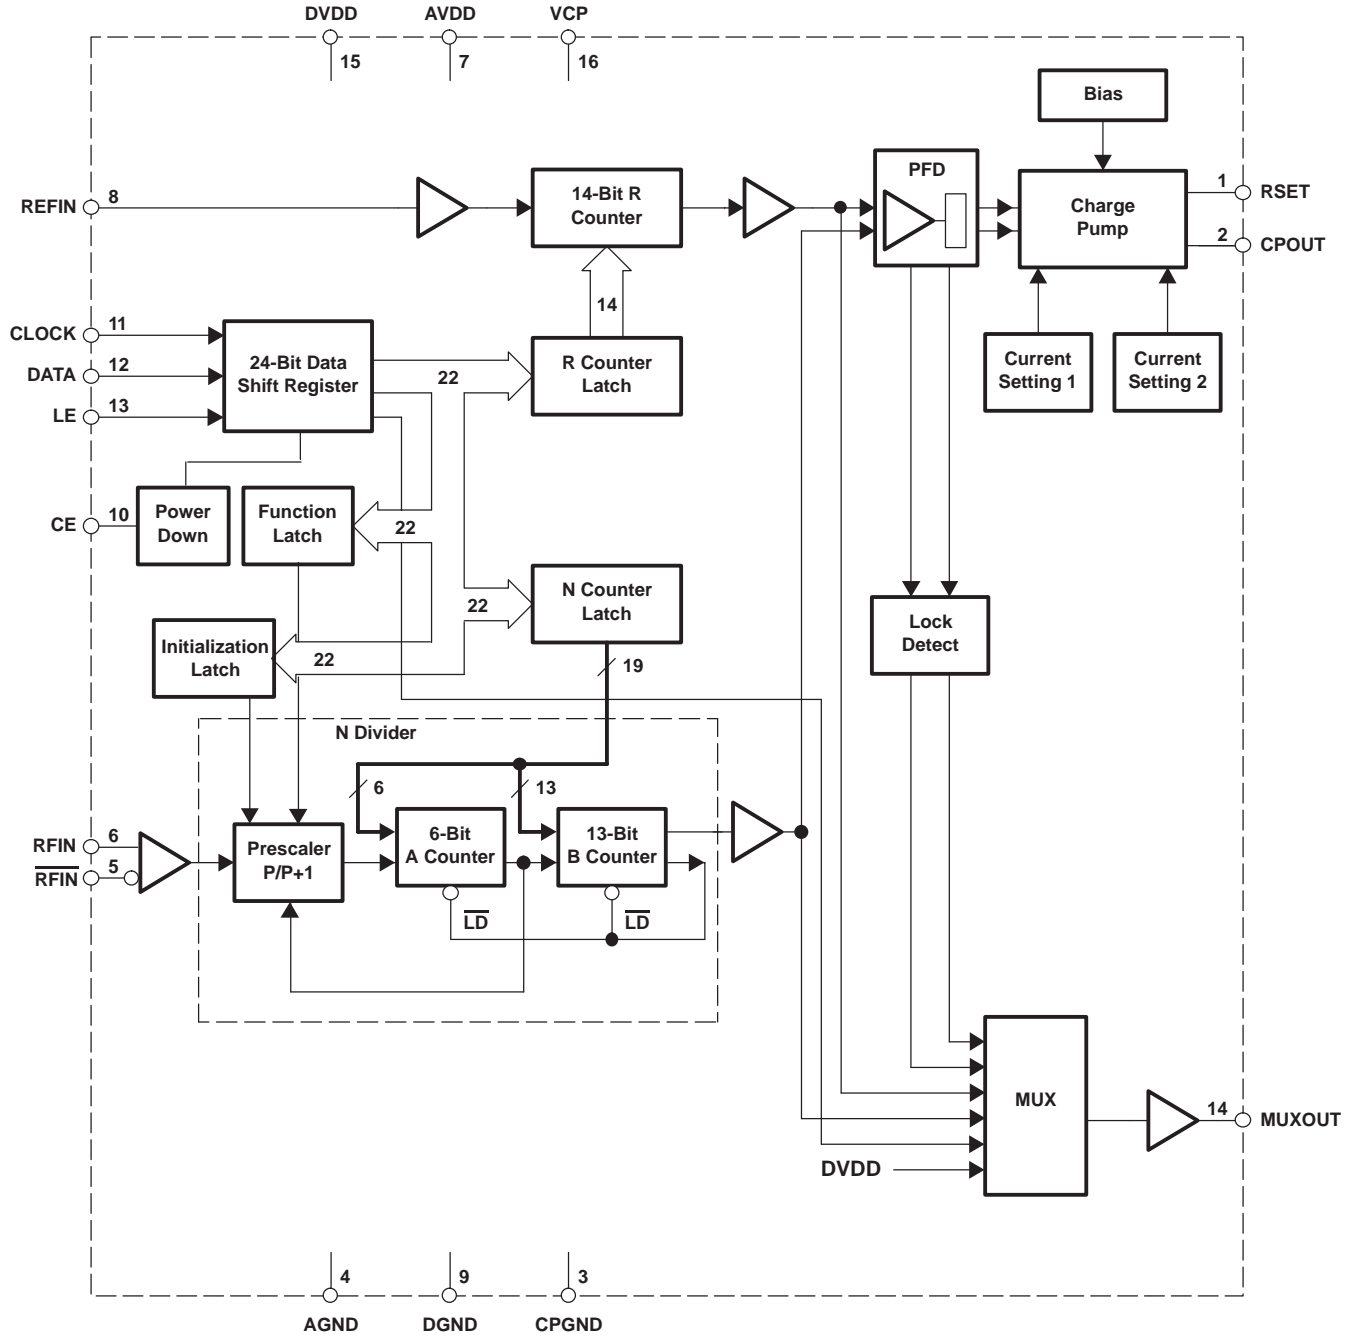 DVDD AVDD VCP
15 7 16
Bias
PFD
REFIN 8
14-Bit R
Counter
Charge
Pump
1 RSET
2 CPOUT
14
CLOCK 11
DATA 12
LE 13
24-Bit Data
Shift Register
22
R Counter
Latch
Current
Setting 1
Current
Setting 2
CE 10
Power
Down
Function
Latch
22
N Counter
Latch
22
Lock
Detect
Initialization
Latch
22
19
N Divider
6
13
RFIN 6
R̅F̅I̅N̅ 5
Prescaler
P/P+1
6-Bit
A Counter
13-Bit
B Counter
L̅D̅
L̅D̅
MUX
14 MUXOUT
DVDD
4 9 3
AGND DGND CPGND